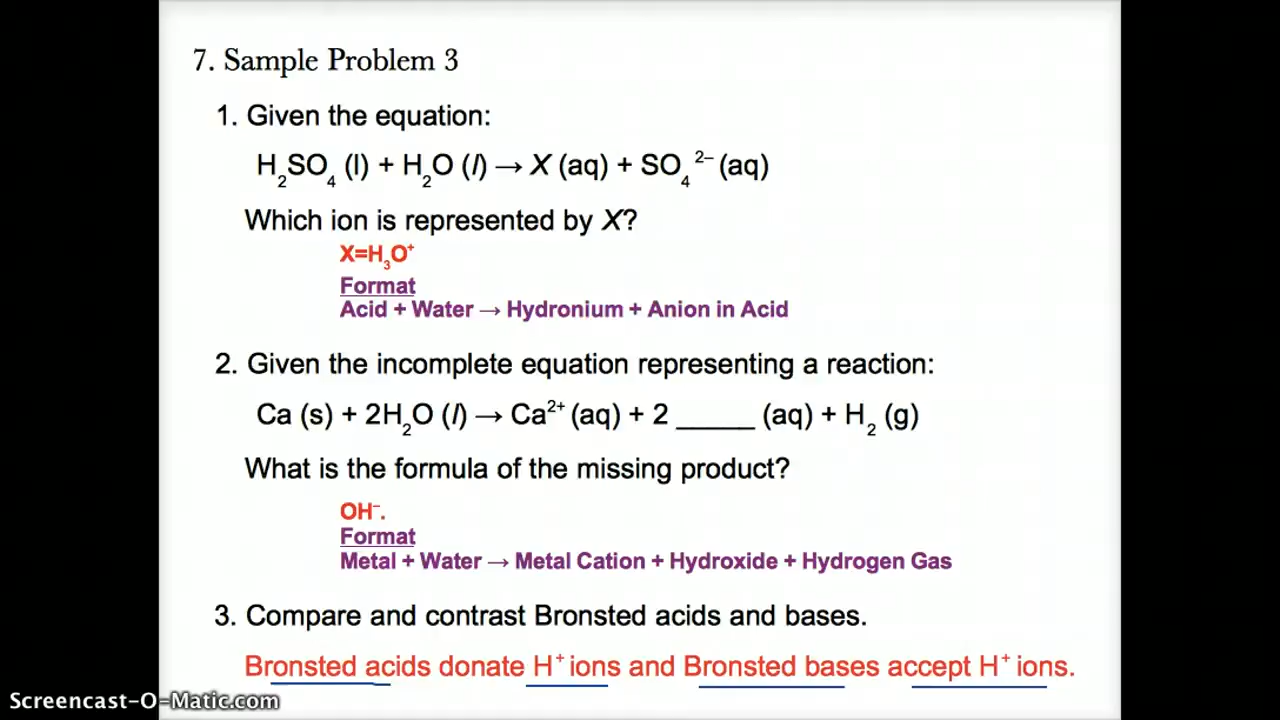 7. Sample Problem 3
1. Given the equation:
H₂SO₄ (l) + H₂O (l) → X (aq) + SO₄²⁻ (aq)
Which ion is represented by X?
X=H₃O⁺
Format
Acid + Water → Hydronium + Anion in Acid
2. Given the incomplete equation representing a reaction:
Ca (s) + 2H₂O (l) → Ca²⁺ (aq) + 2 _____ (aq) + H₂ (g)
What is the formula of the missing product?
OH⁻.
Format
Metal + Water → Metal Cation + Hydroxide + Hydrogen Gas
3. Compare and contrast Bronsted acids and bases.
Bronsted acids donate H⁺ ions and Bronsted bases accept H⁺ ions.
Screencast-O-Matic.com